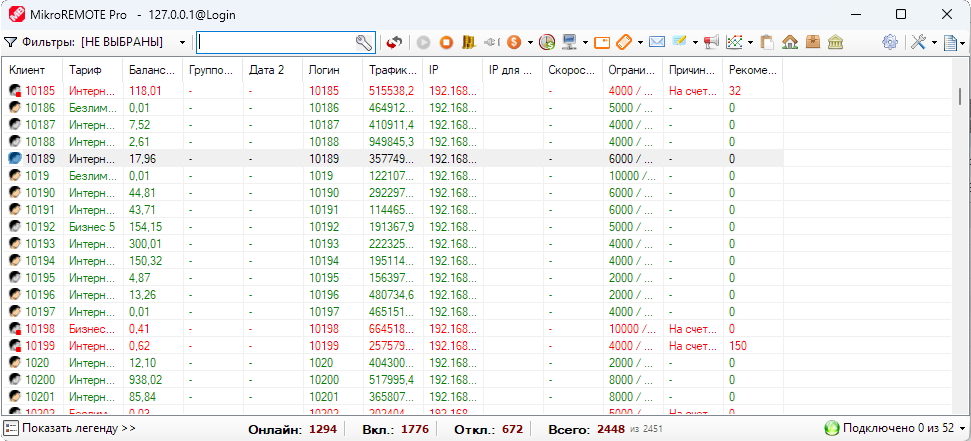 MikroREMOTE Pro - 127.0.0.1@Login
Фильтры: [НЕ ВЫБРАНЫ]
Клиент Тариф Баланс... Группо... Дата 2 Логин Трафик... IP IP для ... Скорос... Ограни... Причин... Рекоме...
10185 Интерн... 118,01 - - 10185 515538,2 192.168... - 4000 / ... На счет... 32
10186 Безлим... 0,01 - - 10186 464912... 192.168... - 5000 / ... - 0
10187 Интерн... 7,52 - - 10187 410911,4 192.168... - 4000 / ... - 0
10188 Интерн... 2,61 - - 10188 949845,3 192.168... - 4000 / ... - 0
10189 Интерн... 17,96 - - 10189 357749... 192.168... - 6000 / ... - 0
1019 Безлим... 0,01 - - 1019 122107... 192.168... - 10000 /... - 0
10190 Интерн... 44,81 - - 10190 292297... 192.168... - 6000 / ... - 0
10191 Интерн... 43,71 - - 10191 114465... 192.168... - 6000 / ... - 0
10192 Бизнес 5 154,15 - - 10192 191367,9 192.168... - 5000 / ... - 0
10193 Интерн... 300,01 - - 10193 222325... 192.168... - 4000 / ... - 0
10194 Интерн... 150,32 - - 10194 195114... 192.168... - 4000 / ... - 0
10195 Интерн... 4,87 - - 10195 156397... 192.168... - 2000 / ... - 0
10196 Интерн... 13,26 - - 10196 480734,6 192.168... - 2000 / ... - 0
10197 Интерн... 0,01 - - 10197 465151... 192.168... - 4000 / ... - 0
10198 Бизнес... 0,41 - - 10198 664518... 192.168... - 10000 /... На счет... 0
10199 Интерн... 0,62 - - 10199 257579... 192.168... - 4000 / ... На счет... 150
1020 Интерн... 12,10 - - 1020 404300... 192.168... - 2000 / ... - 0
10200 Интерн... 938,02 - - 10200 517995,4 192.168... - 8000 / ... - 0
10201 Интерн... 85,84 - - 10201 365807... 192.168... - 8000 / ... - 0
10202 Безлим... 0,03 - - 10202 202404... 192.168... - 5000 / ... На счет... 0
Показать легенду >> Онлайн: 1294 Вкл.: 1776 Откл.: 672 Всего: 2448 из 2451 Подключено 0 из 52